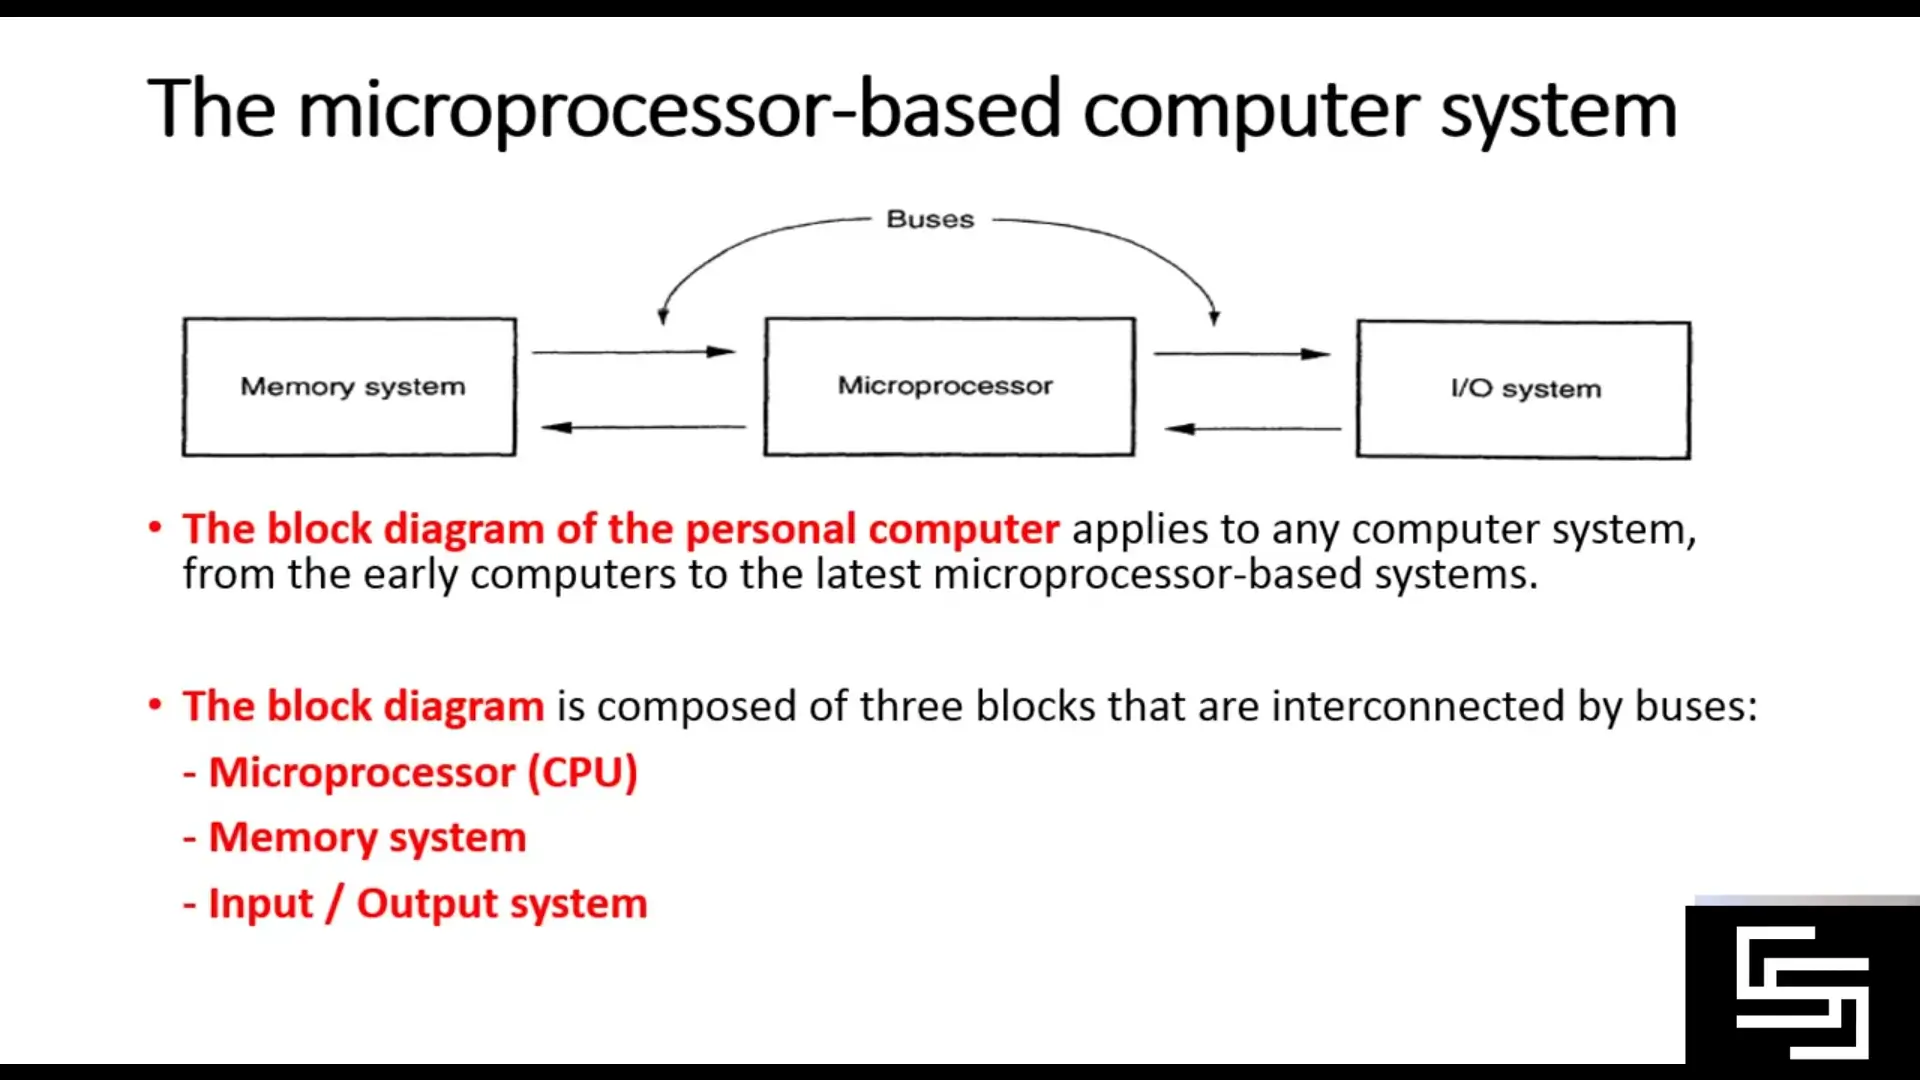 The microprocessor-based computer system
Buses
Memory system
Microprocessor
I/O system
• The block diagram of the personal computer applies to any computer system,
from the early computers to the latest microprocessor-based systems.
• The block diagram is composed of three blocks that are interconnected by buses:
- Microprocessor (CPU)
- Memory system
- Input / Output system